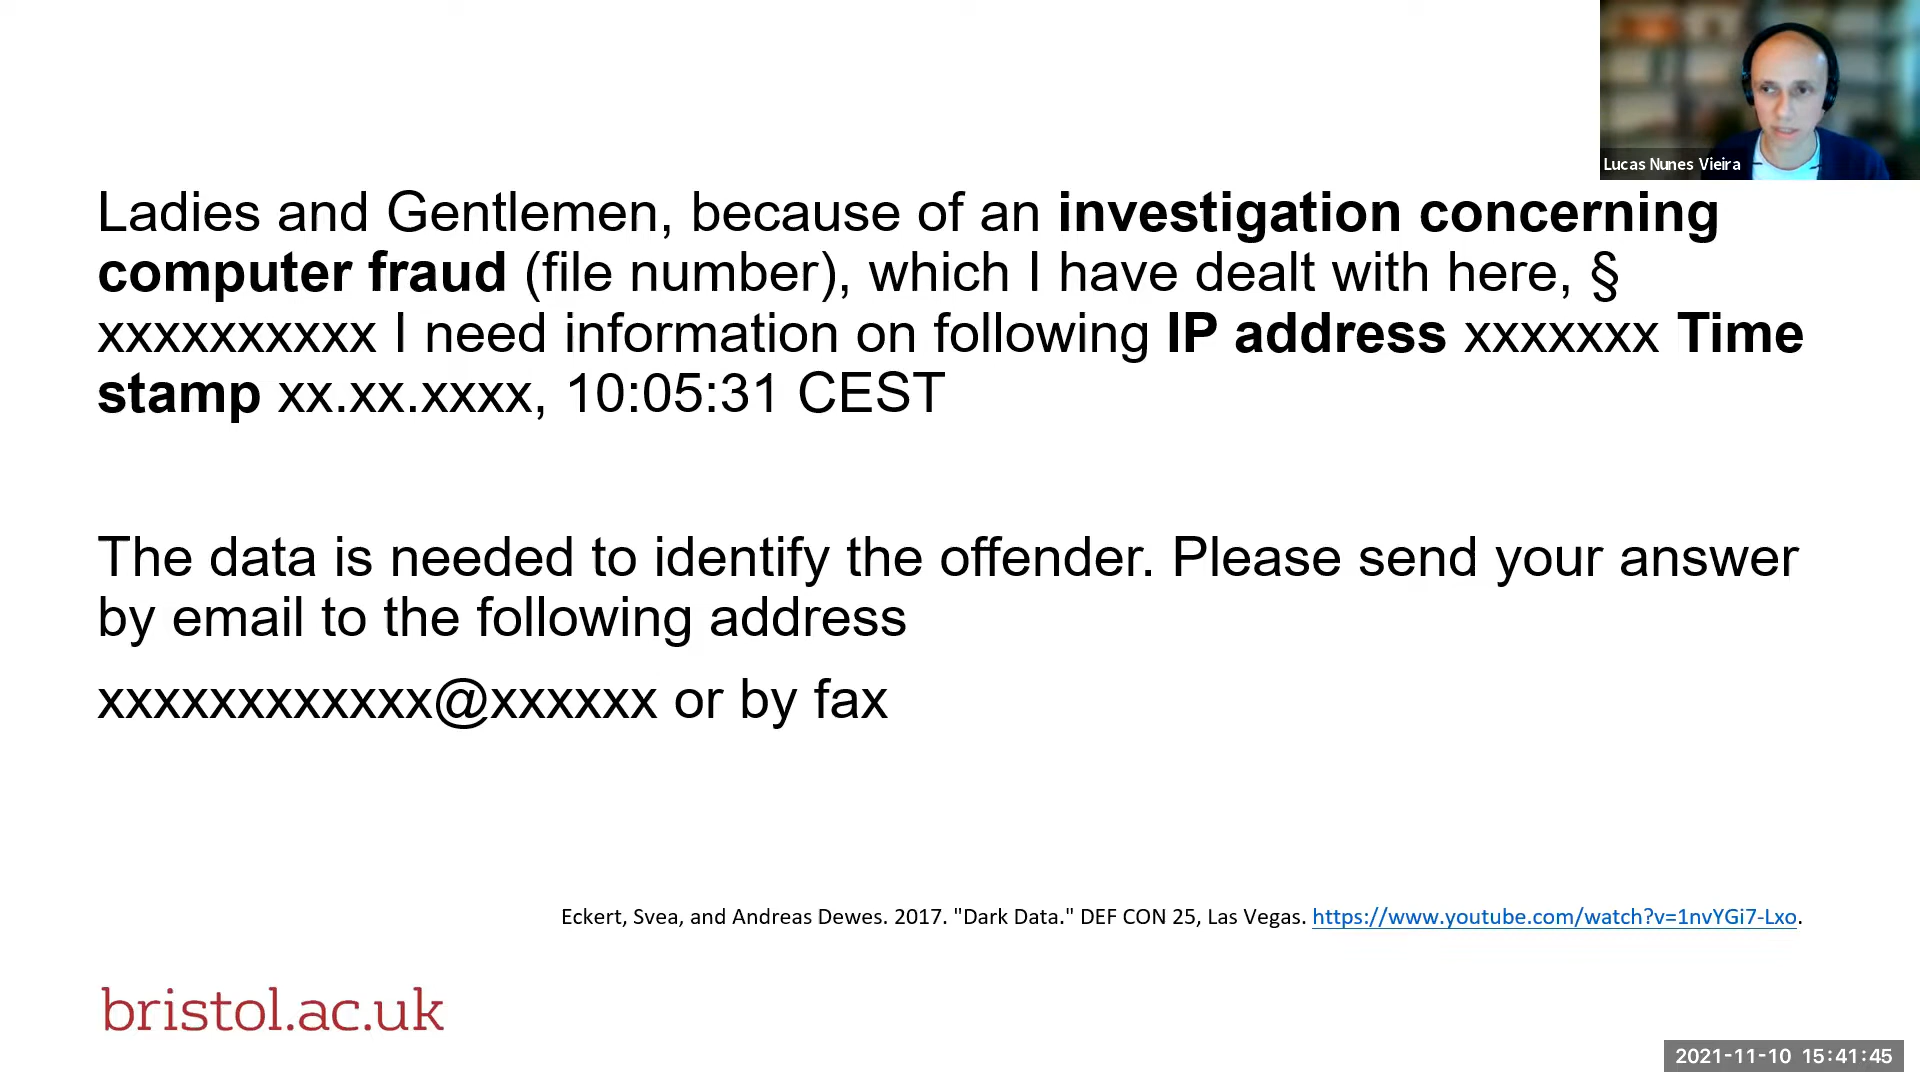 Lucas Nunes Vieira
Ladies and Gentlemen, because of an investigation concerning
computer fraud (file number), which I have dealt with here, §
xxxxxxxxxx I need information on following IP address xxxxxxx Time
stamp xx.xx.xxxx, 10:05:31 CEST
The data is needed to identify the offender. Please send your answer
by email to the following address
xxxxxxxxxxxx@xxxxxx or by fax
Eckert, Svea, and Andreas Dewes. 2017. "Dark Data." DEF CON 25, Las Vegas. https://www.youtube.com/watch?v=1nvYGi7-Lxo.
bristol.ac.uk
2021-11-10 15:41:45